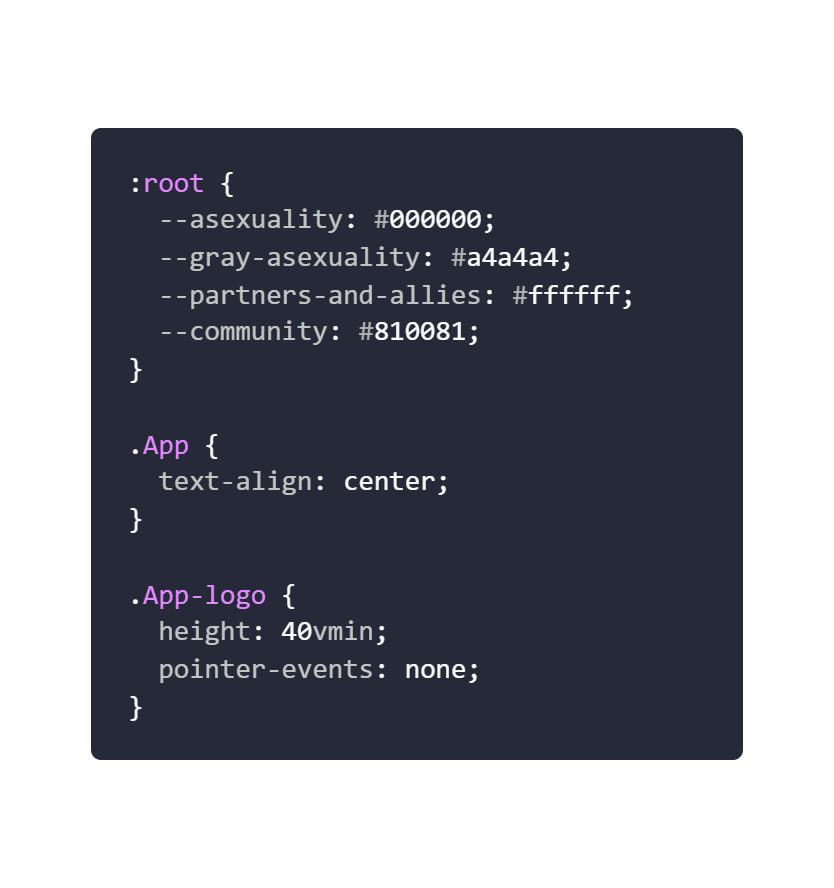 :root {
  --asexuality: #000000;
  --gray-asexuality: #a4a4a4;
  --partners-and-allies: #ffffff;
  --community: #810081;
}

.App {
  text-align: center;
}

.App-logo {
  height: 40vmin;
  pointer-events: none;
}